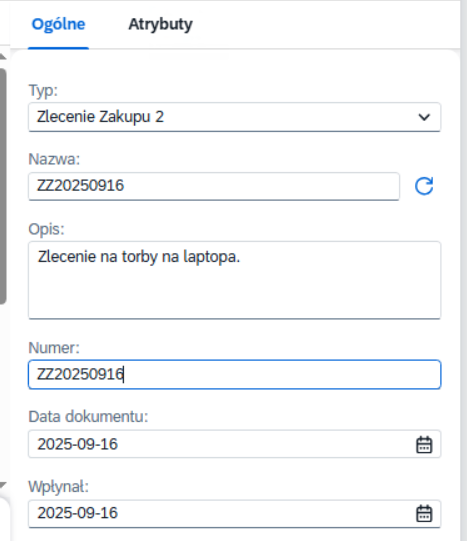 Ogólne Atrybuty
Typ:
Zlecenie Zakupu 2
Nazwa:
ZZ20250916
Opis:
Zlecenie na torby na laptopa.
Numer:
ZZ20250916
Data dokumentu:
2025-09-16
Wpłynał:
2025-09-16